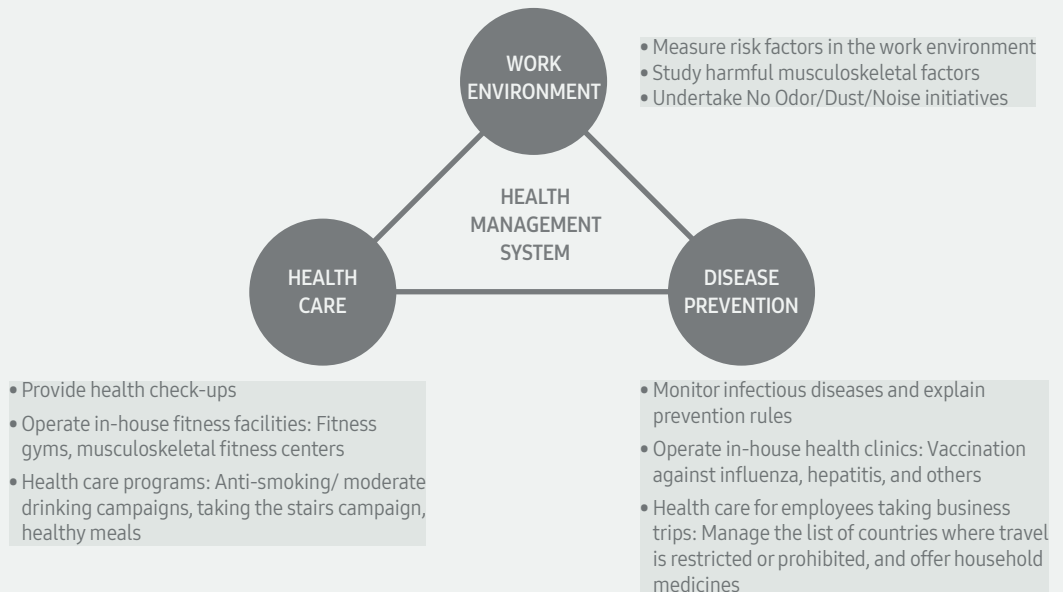 WORK
ENVIRONMENT
• Measure risk factors in the work environment
• Study harmful musculoskeletal factors
• Undertake No Odor/Dust/Noise initiatives
HEALTH
MANAGEMENT
SYSTEM
HEALTH
CARE
DISEASE
PREVENTION
• Provide health check-ups
• Operate in-house fitness facilities: Fitness
gyms, musculoskeletal fitness centers
• Health care programs: Anti-smoking/ moderate
drinking campaigns, taking the stairs campaign,
healthy meals
• Monitor infectious diseases and explain
prevention rules
• Operate in-house health clinics: Vaccination
against influenza, hepatitis, and others
• Health care for employees taking business
trips: Manage the list of countries where travel
is restricted or prohibited, and offer household
medicines